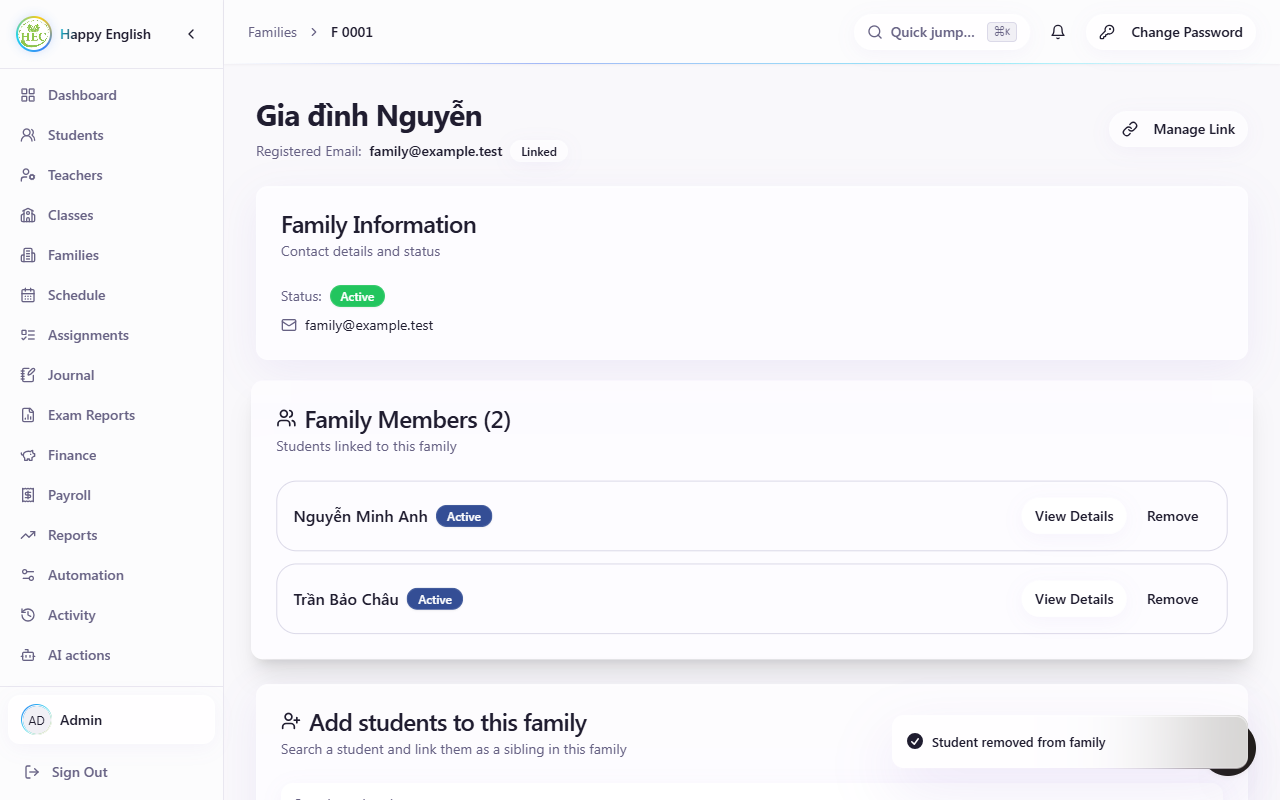 HEC
Happy English
Families
F 0001
Quick jump...
⌘K
Change Password
Dashboard
Students
Teachers
Classes
Families
Schedule
Assignments
Journal
Exam Reports
Finance
Payroll
Reports
Automation
Activity
AI actions
AD
Admin
Sign Out
Gia đình Nguyễn
Registered Email: family@example.test Linked
Manage Link
Family Information
Contact details and status
Status: Active
family@example.test
Family Members (2)
Students linked to this family
Nguyễn Minh Anh Active View Details Remove
Trần Bảo Châu Active View Details Remove
Add students to this family
Search a student and link them as a sibling in this family
Student removed from family